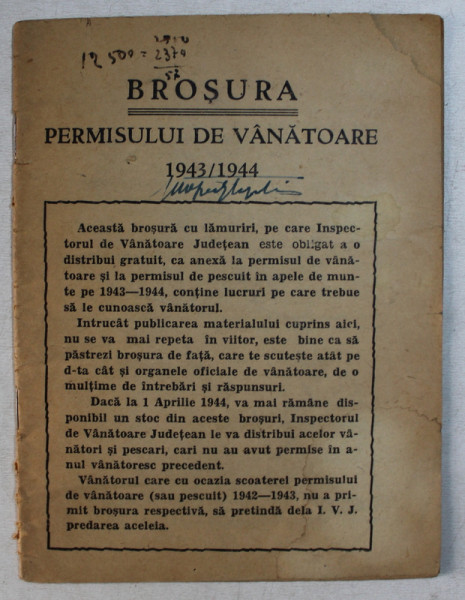 12 500 = 2370
BROȘURA
PERMISULUI DE VÂNĂTOARE
1943/1944
Această broșură cu lămuriri, pe care Inspec-
torul de Vânătoare Județean este obligat a o
distribui gratuit, ca anexă la permisul de vână-
toare și la permisul de pescuit în apele de mun-
te pe 1943—1944, conține lucruri pe care trebue
să le cunoască vânătorul.
Intrucât publicarea materialului cuprins aici,
nu se va mai repeta în viitor, este bine ca să
păstrezi broșura de față, care te scutește atât pe
d-ta cât și organele oficiale de vânătoare, de o
mulțime de întrebări și răspunsuri.
Dacă la 1 Aprilie 1944, va mai rămâne dis-
ponibil un stoc din aceste broșuri, Inspectorul
de Vânătoare Județean le va distribui acelor vâ-
nători și pescari, cari nu au avut permise în a-
nul vânătoresc precedent.
Vânătorul care cu ocazia scoaterei permisului
de vânătoare (sau pescuit) 1942—1943, nu a pri-
mit broșura respectivă, să pretindă dela I. V. J.
predarea aceleia.